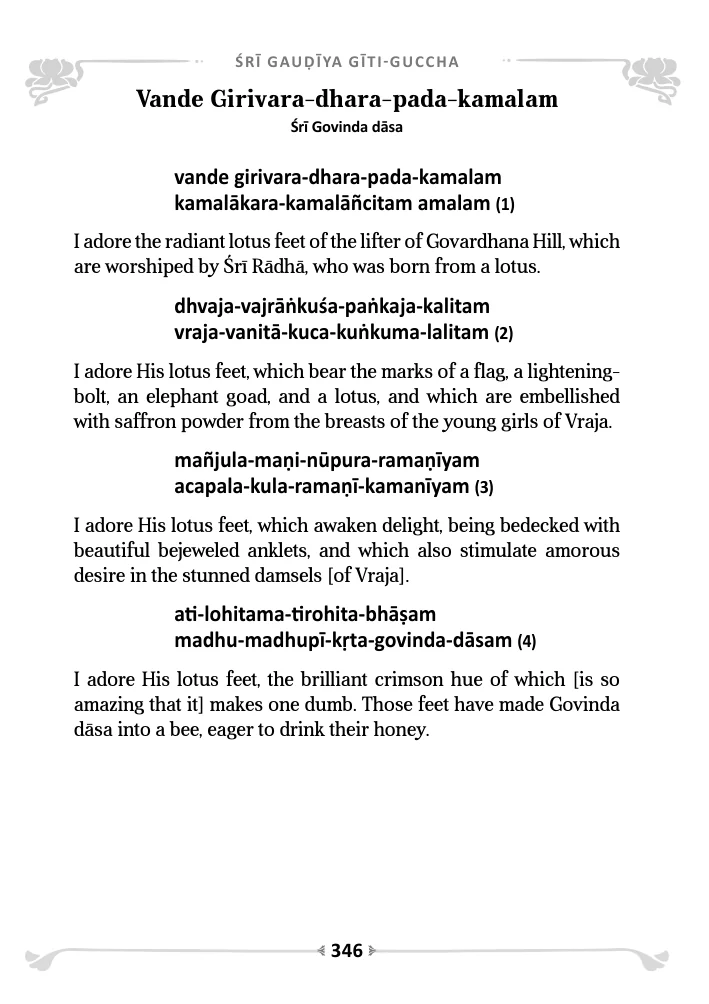 ŚRĪ GAUḌĪYA GĪTI-GUCCHA
Vande Girivara-dhara-pada-kamalam
Śrī Govinda dāsa
vande girivara-dhara-pada-kamalam
kamalākara-kamalāñcitam amalam (1)
I adore the radiant lotus feet of the lifter of Govardhana Hill, which
are worshiped by Śrī Rādhā, who was born from a lotus.
dhvaja-vajrāṅkuśa-paṅkaja-kalitam
vraja-vanitā-kuca-kuṅkuma-lalitam (2)
I adore His lotus feet, which bear the marks of a flag, a lightening-
bolt, an elephant goad, and a lotus, and which are embellished
with saffron powder from the breasts of the young girls of Vraja.
mañjula-maṇi-nūpura-ramaṇīyam
acapala-kula-ramaṇī-kamanīyam (3)
I adore His lotus feet, which awaken delight, being bedecked with
beautiful bejeweled anklets, and which also stimulate amorous
desire in the stunned damsels [of Vraja].
ati-lohitama-tirohita-bhāṣam
madhu-madhupī-kṛta-govinda-dāsam (4)
I adore His lotus feet, the brilliant crimson hue of which [is so
amazing that it] makes one dumb. Those feet have made Govinda
dāsa into a bee, eager to drink their honey.
346